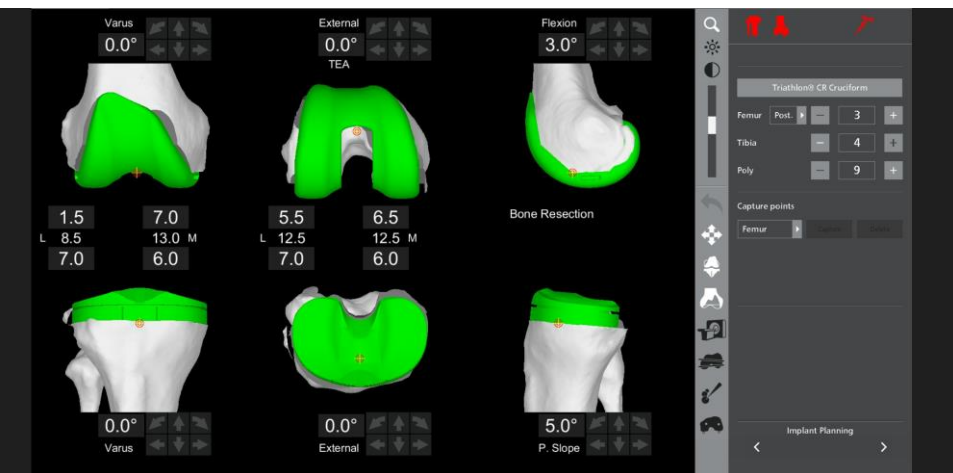 Varus
0.0°
External
0.0°
TEA
Flexion
3.0°
1.5 7.0
L 8.5 13.0 M
7.0 6.0
5.5 6.5
L 12.5 12.5 M
7.0 6.0
Bone Resection
0.0°
Varus
0.0°
External
5.0°
P. Slope
Triathlon® CR Cruciform
Femur Post. − 3 +
Tibia − 4 +
Poly − 9 +
Capture points
Femur Capture Delete
Implant Planning
< >